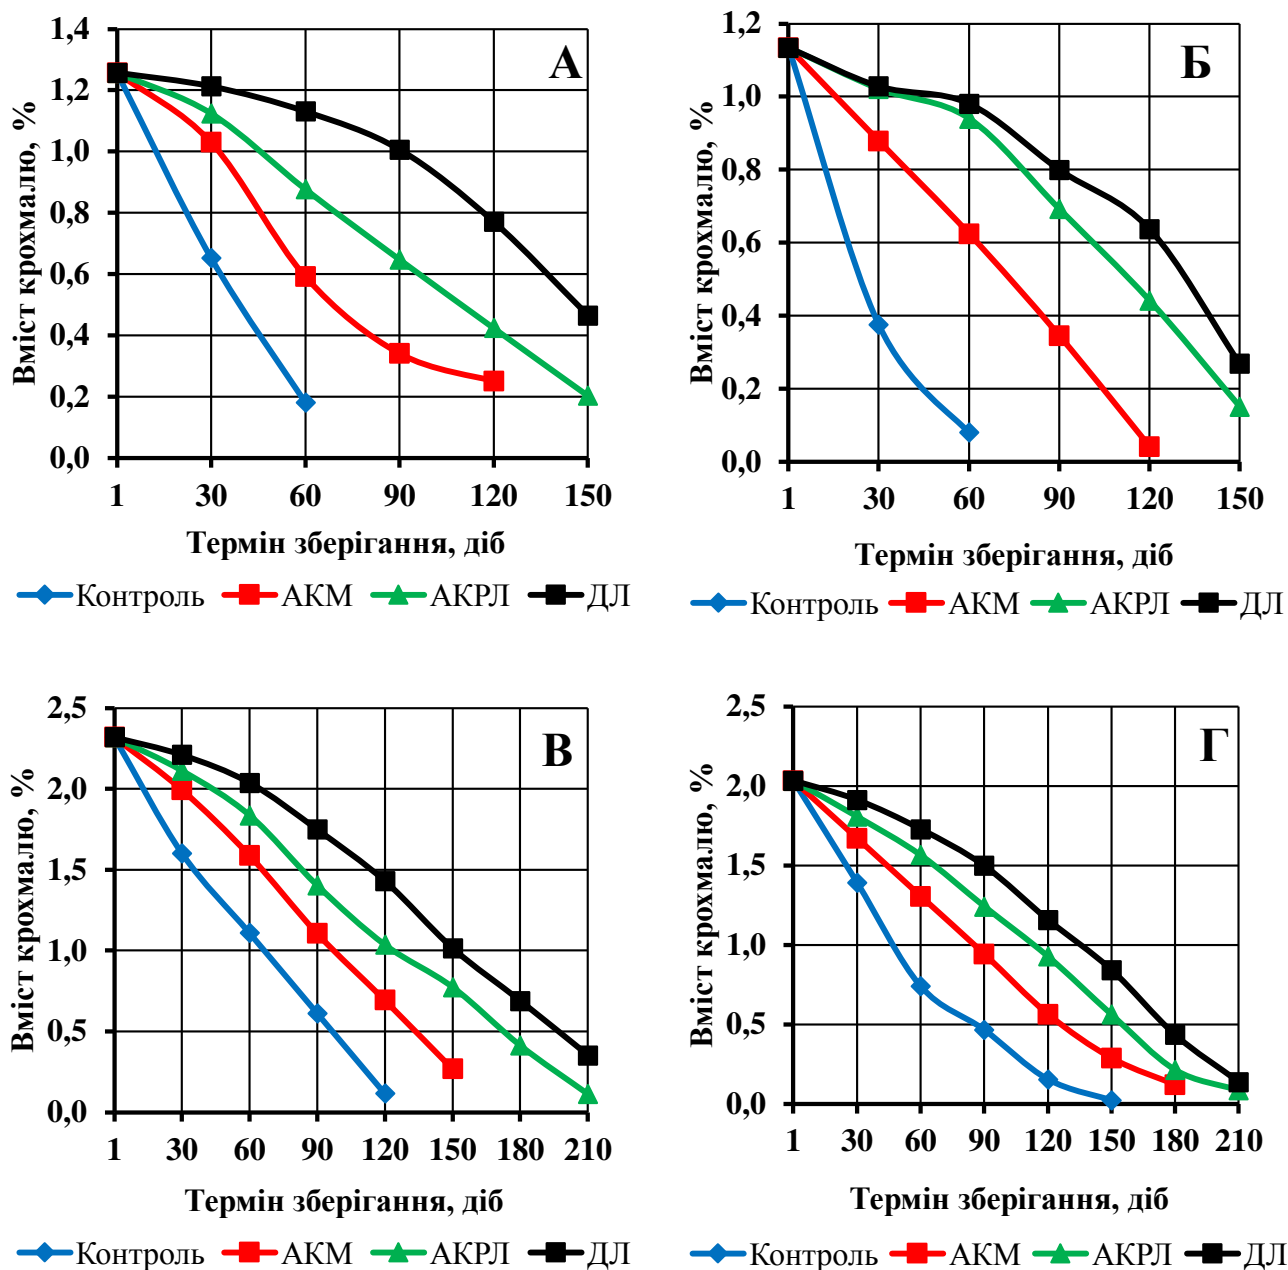 А
Вміст крохмалю, %
1,4
1,2
1,0
0,8
0,6
0,4
0,2
0,0
1 30 60 90 120 150
Термін зберігання, діб
Контроль АКМ АКРЛ ДЛ
Б
Вміст крохмалю, %
1,2
1,0
0,8
0,6
0,4
0,2
0,0
1 30 60 90 120 150
Термін зберігання, діб
Контроль АКМ АКРЛ ДЛ
В
Вміст крохмалю, %
2,5
2,0
1,5
1,0
0,5
0,0
1 30 60 90 120 150 180 210
Термін зберігання, діб
Контроль АКМ АКРЛ ДЛ
Г
Вміст крохмалю, %
2,5
2,0
1,5
1,0
0,5
0,0
1 30 60 90 120 150 180 210
Термін зберігання, діб
Контроль АКМ АКРЛ ДЛ